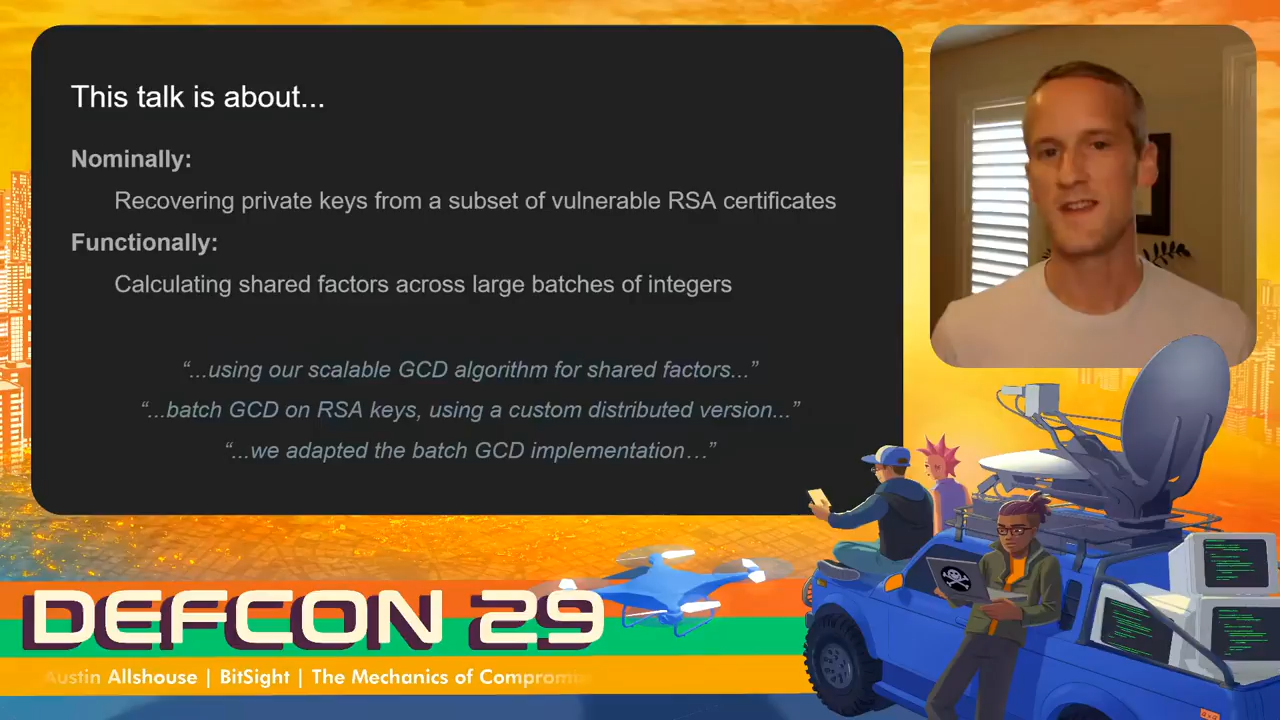 This talk is about...
Nominally:
Recovering private keys from a subset of vulnerable RSA certificates
Functionally:
Calculating shared factors across large batches of integers
“...using our scalable GCD algorithm for shared factors...”
“...batch GCD on RSA keys, using a custom distributed version...”
“...we adapted the batch GCD implementation…”
DEFCON 29
Austin Allshouse | BitSight | The Mechanics of Comprom